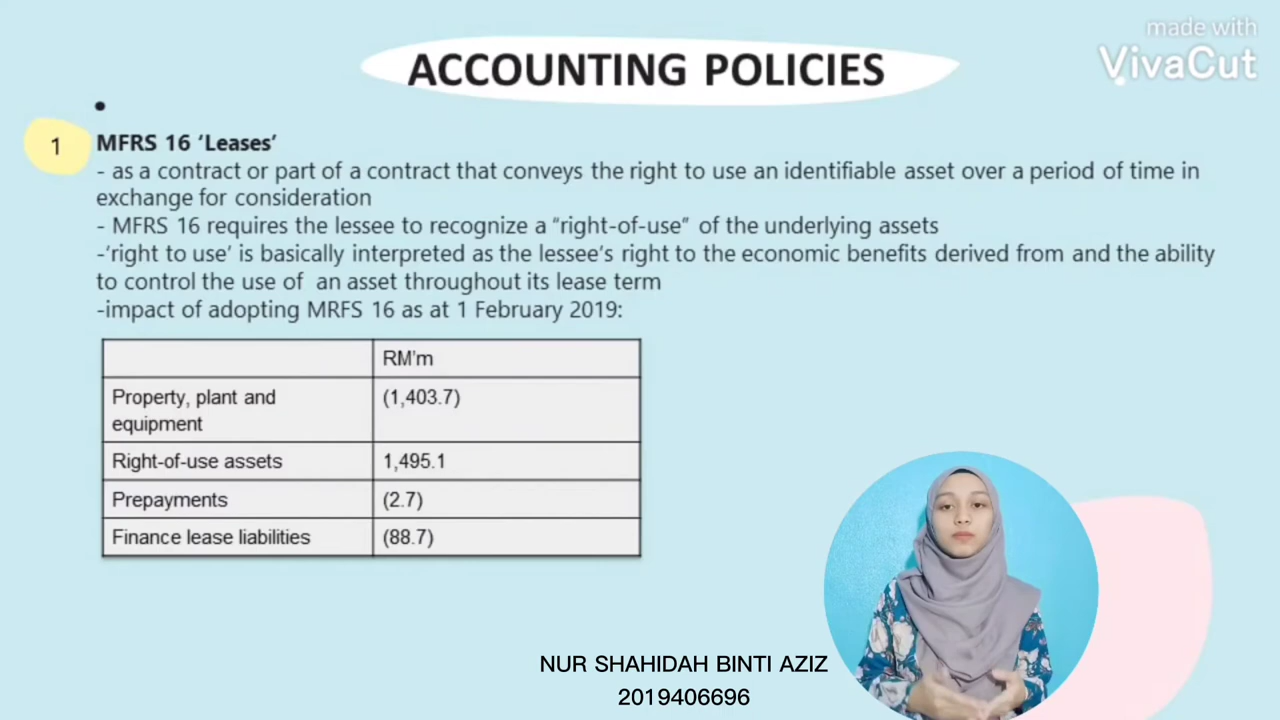 made with
VivaCut
ACCOUNTING POLICIES
•
1
MFRS 16 ‘Leases’
- as a contract or part of a contract that conveys the right to use an identifiable asset over a period of time in
exchange for consideration
- MFRS 16 requires the lessee to recognize a “right-of-use” of the underlying assets
-‘right to use’ is basically interpreted as the lessee’s right to the economic benefits derived from and the ability
to control the use of an asset throughout its lease term
-impact of adopting MRFS 16 as at 1 February 2019:
RM’m
Property, plant and
equipment
(1,403.7)
Right-of-use assets
1,495.1
Prepayments
(2.7)
Finance lease liabilities
(88.7)
NUR SHAHIDAH BINTI AZIZ
2019406696